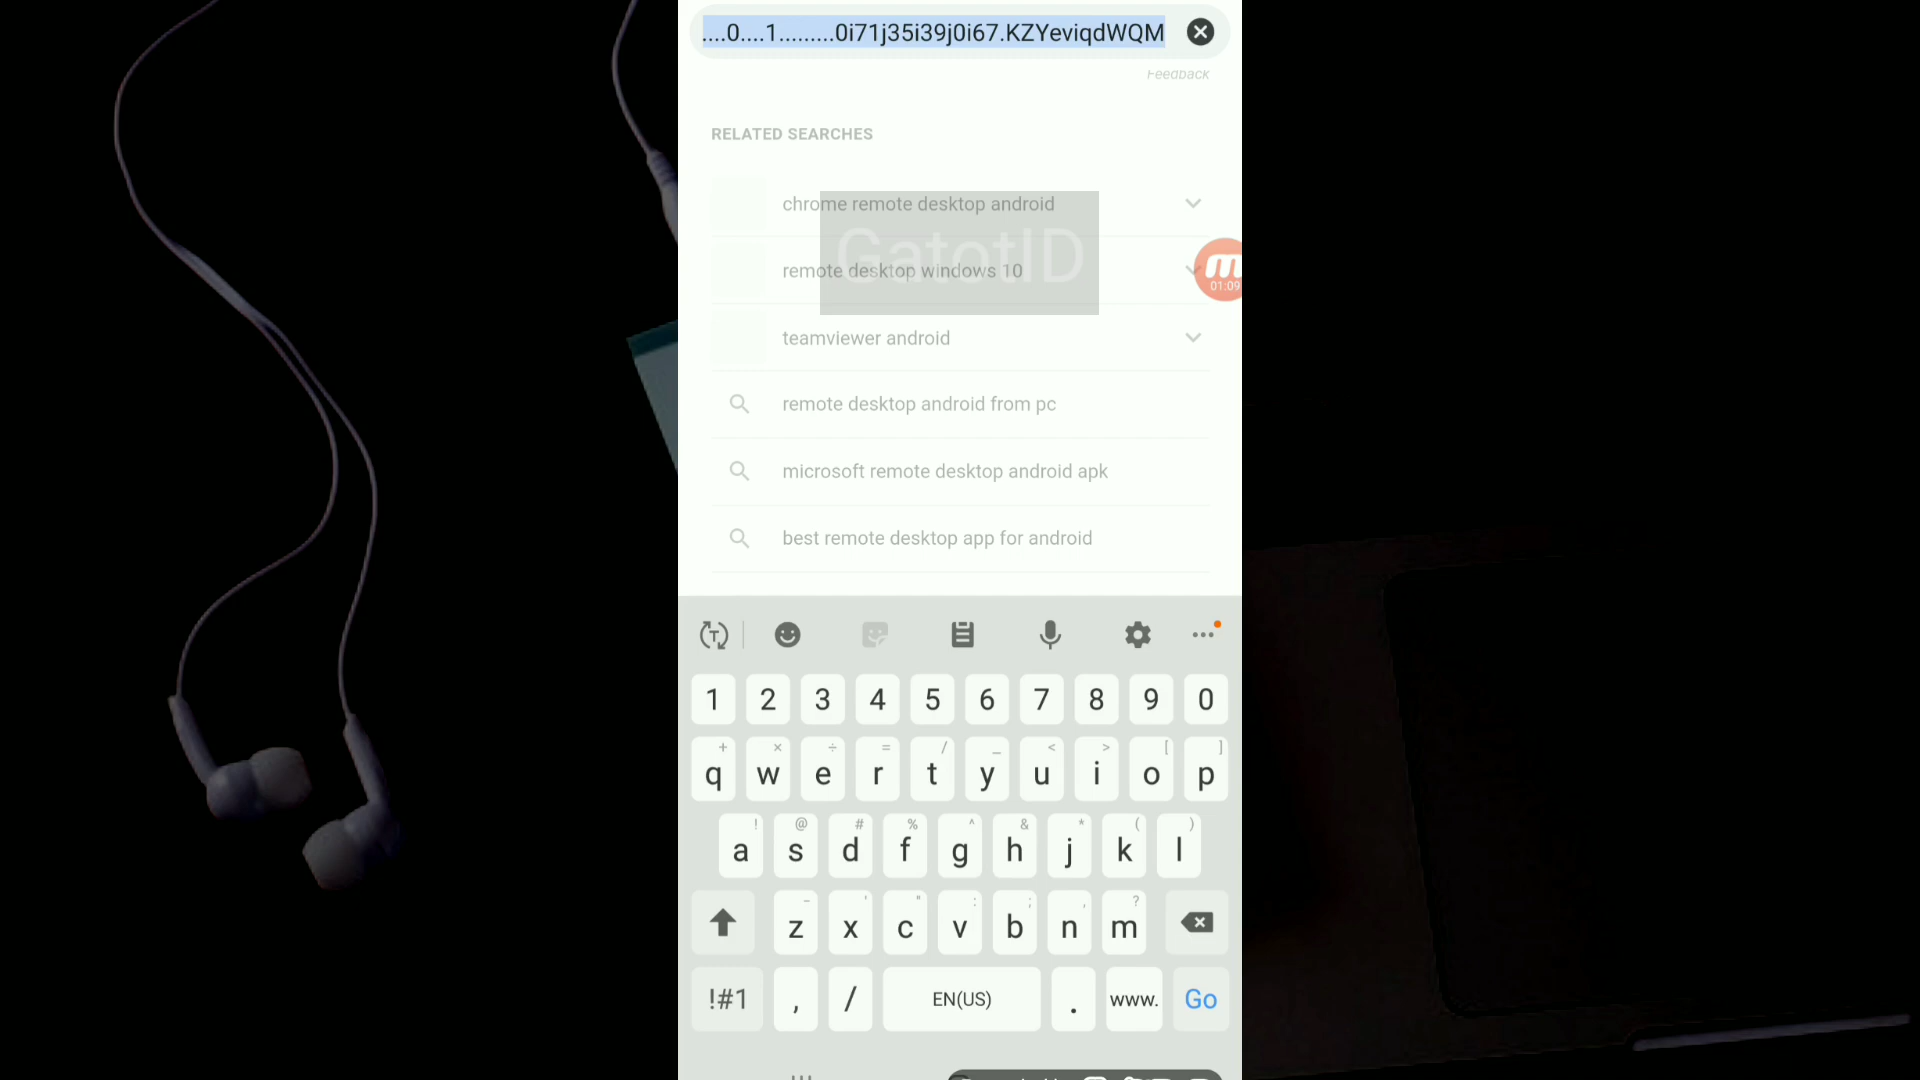 ....0....1.........0i71j35i39j0i67.KZYeviqdWQM
Feedback
RELATED SEARCHES
chrome remote desktop android
GatotID
remote desktop windows 10
01:09
teamviewer android
remote desktop android from pc
microsoft remote desktop android apk
best remote desktop app for android
1 2 3 4 5 6 7 8 9 0
+ × ÷ = / _ < > [ ]
q w e r t y u i o p
! @ # % ^ & * ( )
a s d f g h j k l
- ' " : ; , ?
z x c v b n m
!#1 , / EN(US) . www. Go